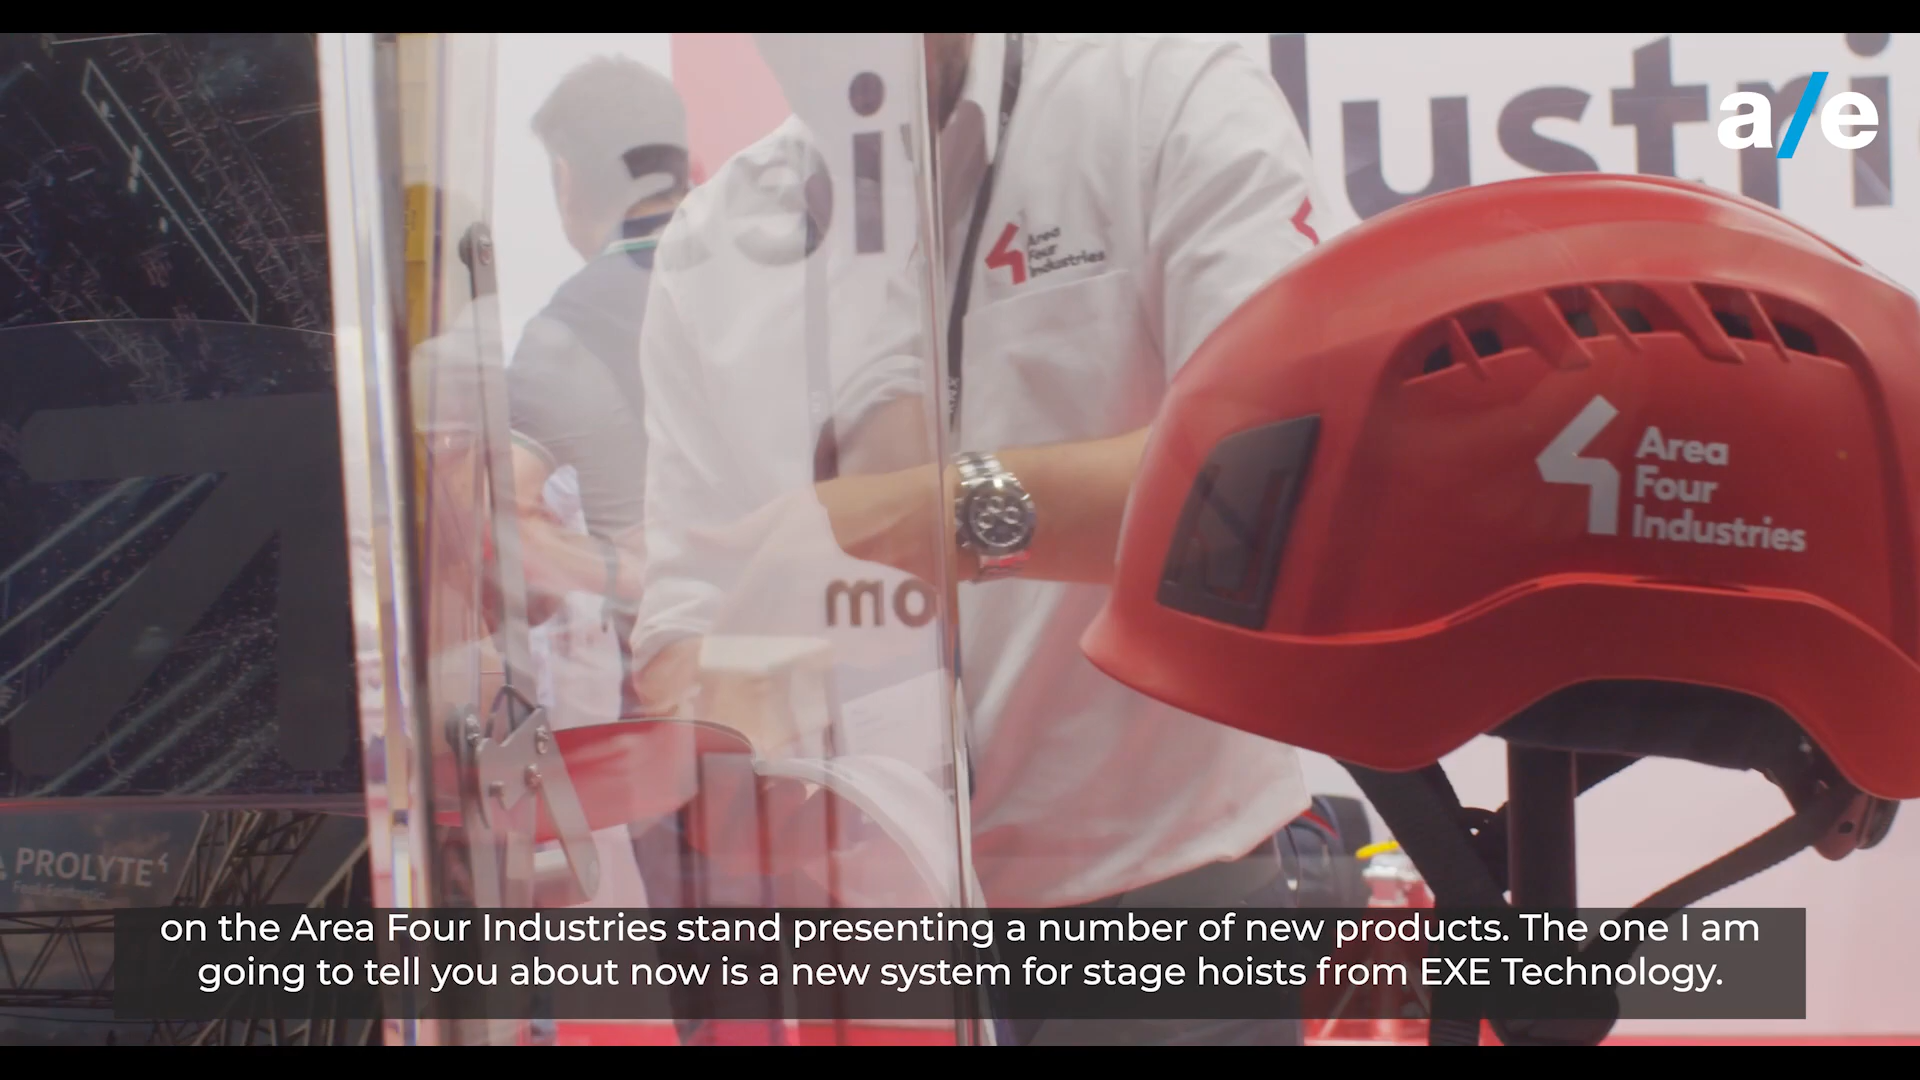 a/e
ustri
Area
Four
Industries
Area
Four
Industries
mo
PROLYTE
on the Area Four Industries stand presenting a number of new products. The one I am
going to tell you about now is a new system for stage hoists from EXE Technology.